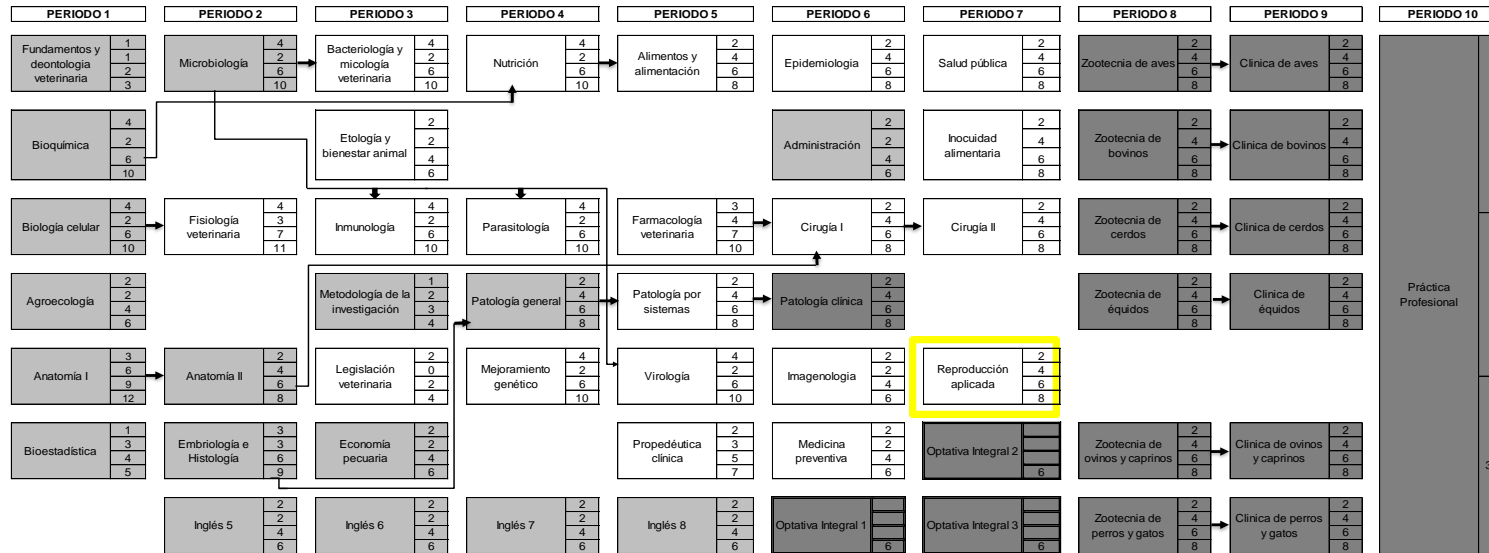 PERIODO 1
PERIODO 2
PERIODO 3
PERIODO 4
PERIODO 5
PERIODO 6
PERIODO 7
PERIODO 8
PERIODO 9
PERIODO 10
Fundamentos y
deontologia
veterinaria
1
1
2
3
Microbiología
4
2
6
10
Bacteriología y
micología
veterinaria
4
2
6
10
Nutrición
4
2
6
10
Alimentos y
alimentación
2
4
6
8
Epidemiologia
2
4
6
8
Salud pública
2
4
6
8
Zootecnia de aves
2
4
6
8
Clinica de aves
2
4
6
8
Bioquímica
4
2
6
10
Etología y
bienestar animal
2
2
4
6
Administración
2
2
4
6
Inocuidad
alimentaria
2
4
6
8
Zootecnia de
bovinos
2
4
6
8
Clinica de bovinos
2
4
6
8
Biología celular
4
2
6
10
Fisiología
veterinaria
4
3
7
11
Inmunología
4
2
6
10
Parasitología
4
2
6
10
Farmacología
veterinaria
3
4
7
10
Cirugía I
2
4
6
8
Cirugía II
2
4
6
8
Zootecnia de
cerdos
2
4
6
8
Clinica de cerdos
2
4
6
8
Agroecología
2
2
4
6
Metodología de la
investigación
1
2
3
4
Patología general
2
4
6
8
Patología por
sistemas
2
4
6
8
Patología clínica
2
4
6
8
Zootecnia de
équidos
2
4
6
8
Clinica de
équidos
2
4
6
8
Práctica
Profesional
Anatomía I
3
6
9
12
Anatomía II
2
4
6
8
Legislación
veterinaria
2
0
2
4
Mejoramiento
genético
4
2
6
10
Virología
4
2
6
10
Imagenologia
2
2
4
6
Reproducción
aplicada
2
4
6
8
Bioestadística
1
3
4
5
Embriología e
Histología
3
3
6
9
Economía
pecuaria
2
2
4
6
Propedéutica
clínica
2
3
5
7
Medicina
preventiva
2
2
4
6
Optativa Integral 2
6
Zootecnia de
ovinos y caprinos
2
4
6
8
Clinica de ovinos
y caprinos
2
4
6
8
Inglés 5
2
2
4
6
Inglés 6
2
2
4
6
Inglés 7
2
2
4
6
Inglés 8
2
2
4
6
Optativa Integral 1
6
Optativa Integral 3
6
Zootecnia de
perros y gatos
2
4
6
8
Clinica de perros
y gatos
2
4
6
8